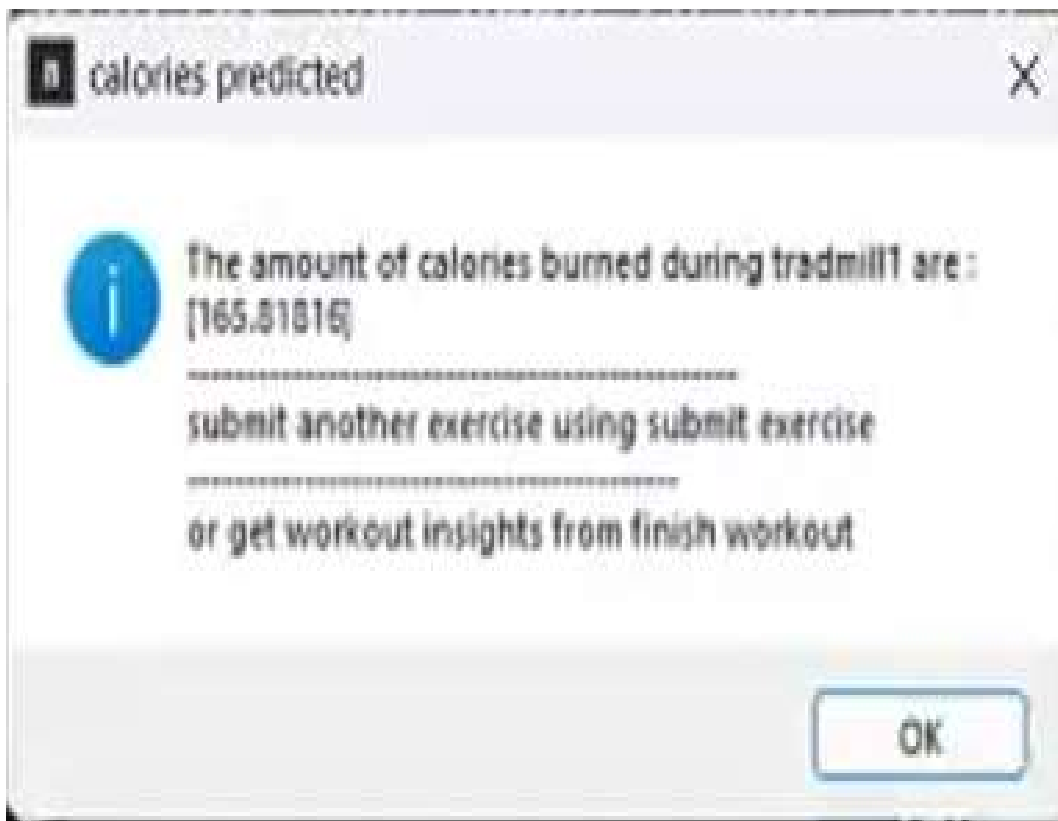 calories predicted
The amount of calories burned during tradmill1 are :
[165.81816]
----------------------------------------------
submit another exercise using submit exercise
-----------------------------------------
or get workout insights from finish workout
OK